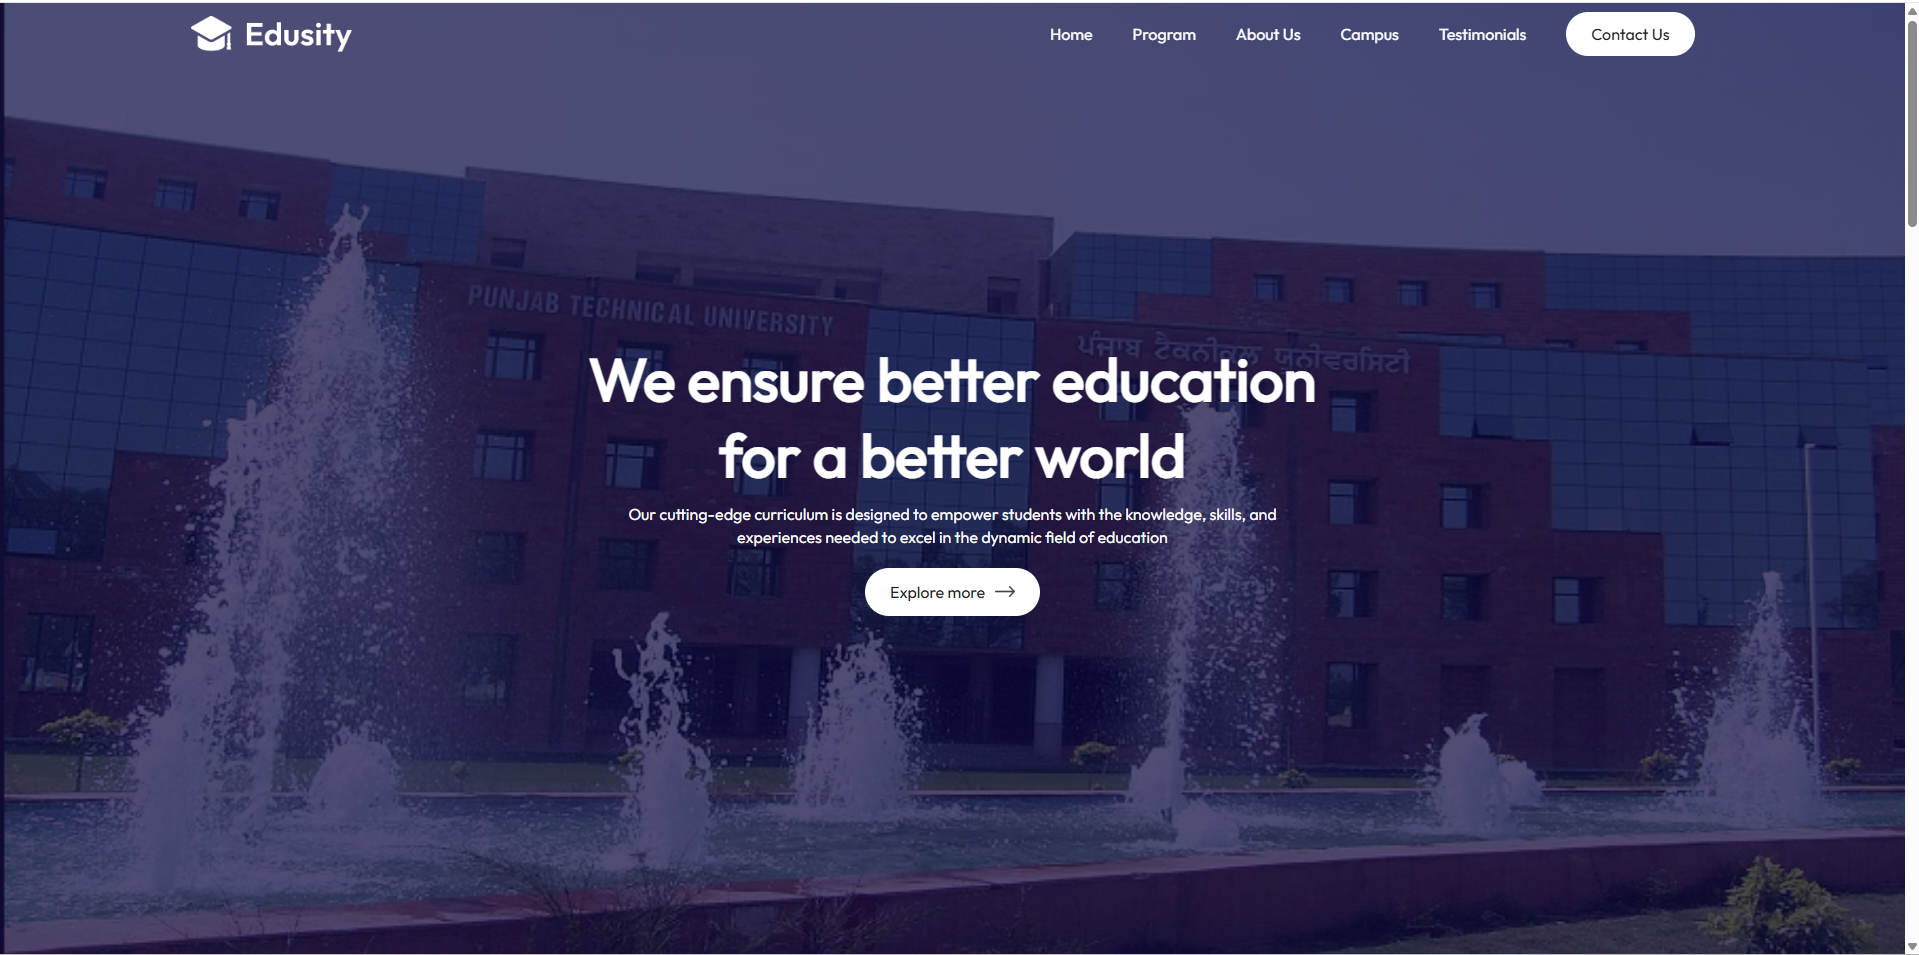 Edusity
Home Program About Us Campus Testimonials Contact Us
PUNJAB TECHNICAL UNIVERSITY
ਪੰਜਾਬ ਟੈਕਨੀਕਲ ਯੂਨੀਵਰਸਿਟੀ
We ensure better education
for a better world
Our cutting-edge curriculum is designed to empower students with the knowledge, skills, and
experiences needed to excel in the dynamic field of education
Explore more